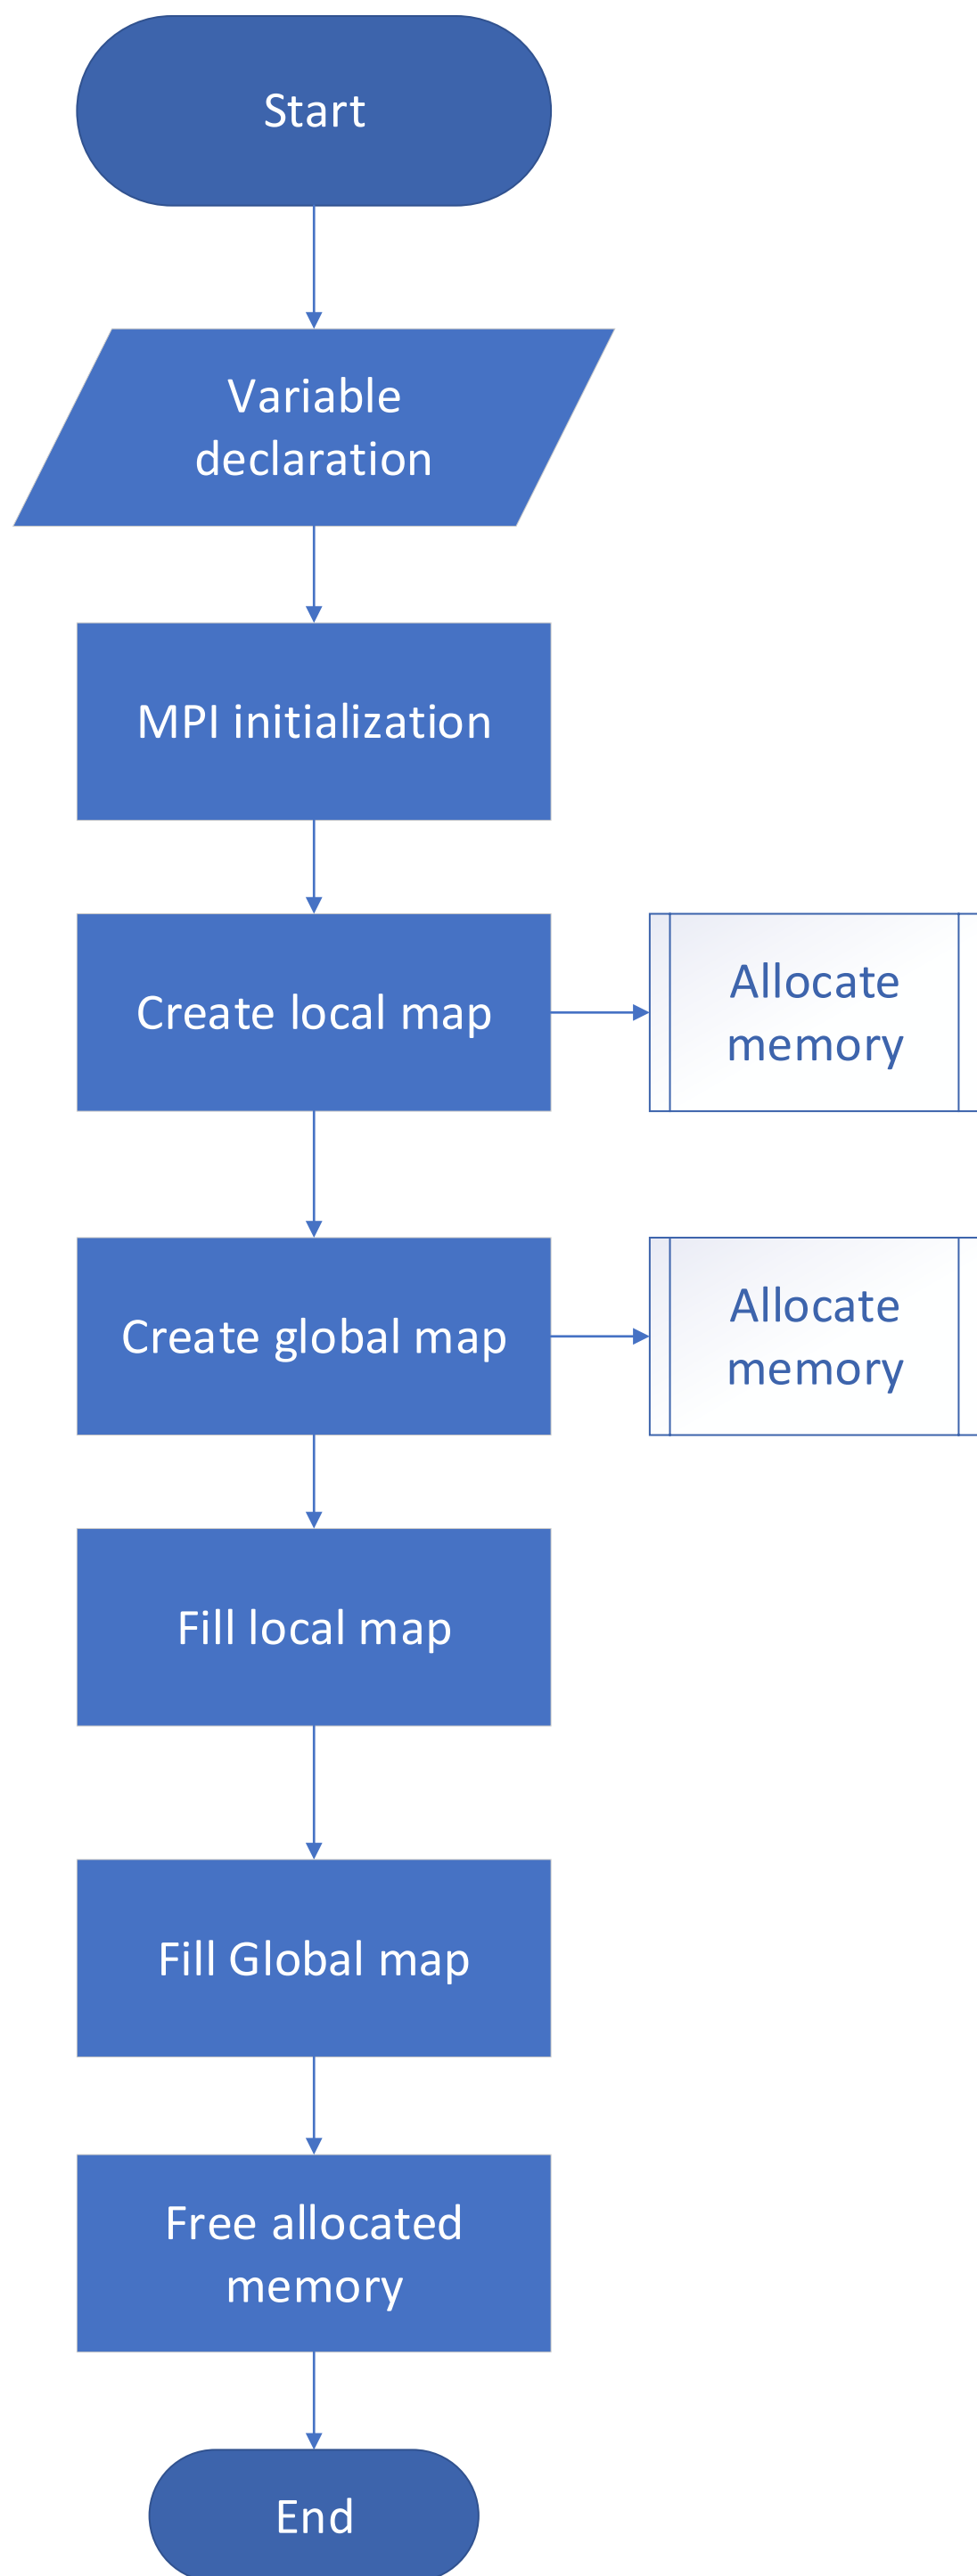 Start
Variable
declaration
MPI initialization
Create local map
Allocate
memory
Create global map
Allocate
memory
Fill local map
Fill Global map
Free allocated
memory
End